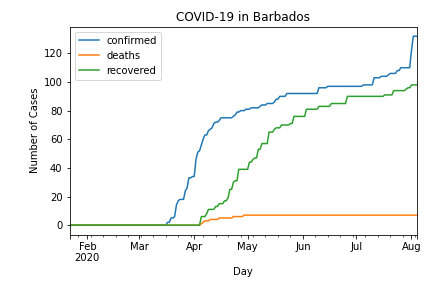 COVID-19 in Barbados
confirmed
deaths
recovered
Number of Cases
120
100
80
60
40
20
0
Feb Mar Apr May Jun Jul Aug
2020
Day